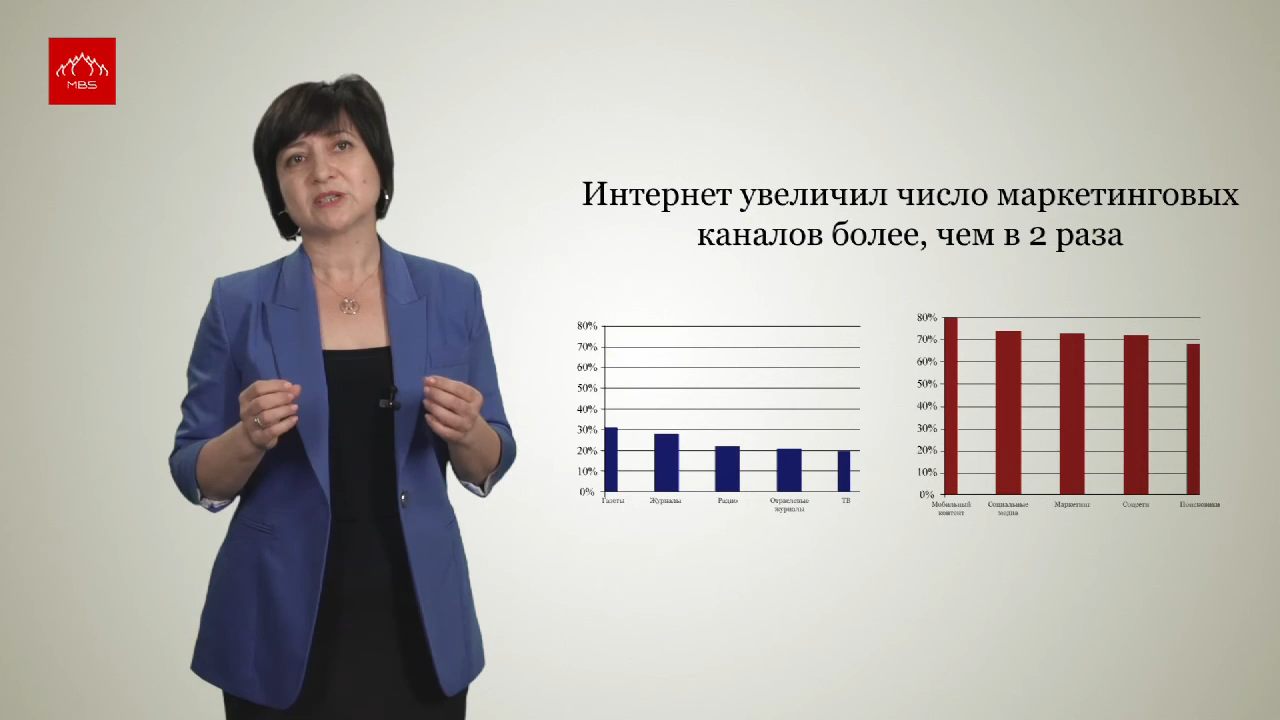 MBS
Интернет увеличил число маркетинговых
каналов более, чем в 2 раза
80%
70%
60%
50%
40%
30%
20%
10%
0%
Газеты
Журналы
Радио
Отраслевые
журналы
ТВ
80%
70%
60%
50%
40%
30%
20%
10%
0%
Мобильный
контент
Социальные
медиа
Маркетинг
Соцсети
Поисковики